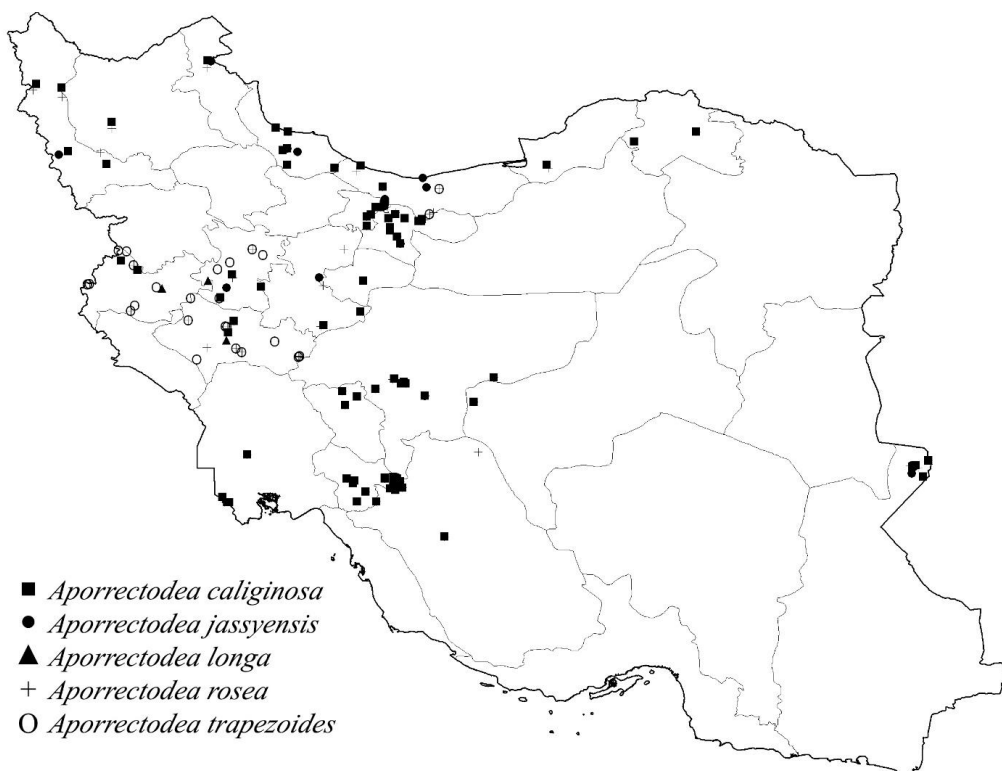 Aporrectodea caliginosa
Aporrectodea jassyensis
Aporrectodea longa
Aporrectodea rosea
Aporrectodea trapezoides